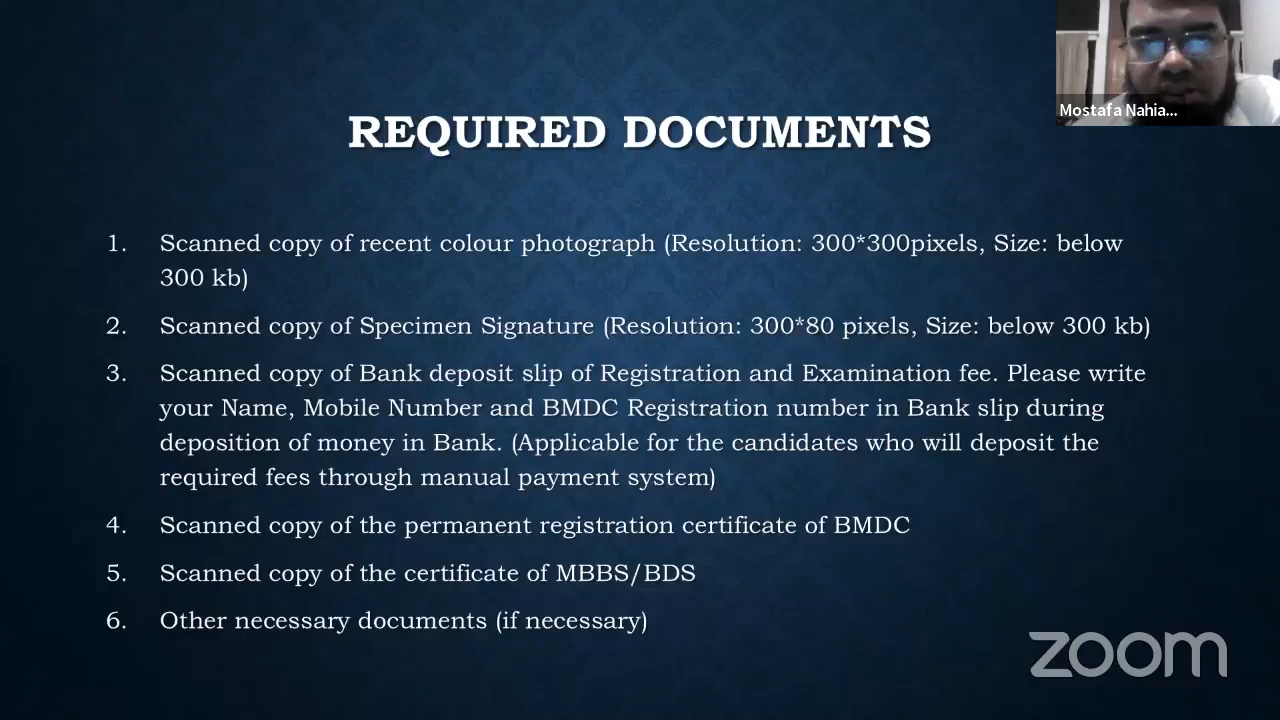 Mostafa Nahia...
REQUIRED DOCUMENTS
1. Scanned copy of recent colour photograph (Resolution: 300*300pixels, Size: below
300 kb)
2. Scanned copy of Specimen Signature (Resolution: 300*80 pixels, Size: below 300 kb)
3. Scanned copy of Bank deposit slip of Registration and Examination fee. Please write
your Name, Mobile Number and BMDC Registration number in Bank slip during
deposition of money in Bank. (Applicable for the candidates who will deposit the
required fees through manual payment system)
4. Scanned copy of the permanent registration certificate of BMDC
5. Scanned copy of the certificate of MBBS/BDS
6. Other necessary documents (if necessary)
zoom